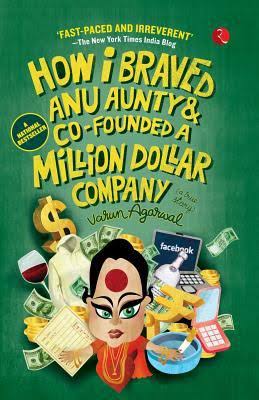 'FAST-PACED AND IRREVERENT'
—The New York Times India Blog
HOW i BRAVED
ANU AUNTY &
A NATIONAL BESTSELLER
CO-FOUNDED A
MILLION DOLLAR
COMPANY
(a true story)
Varun Agarwal
facebook